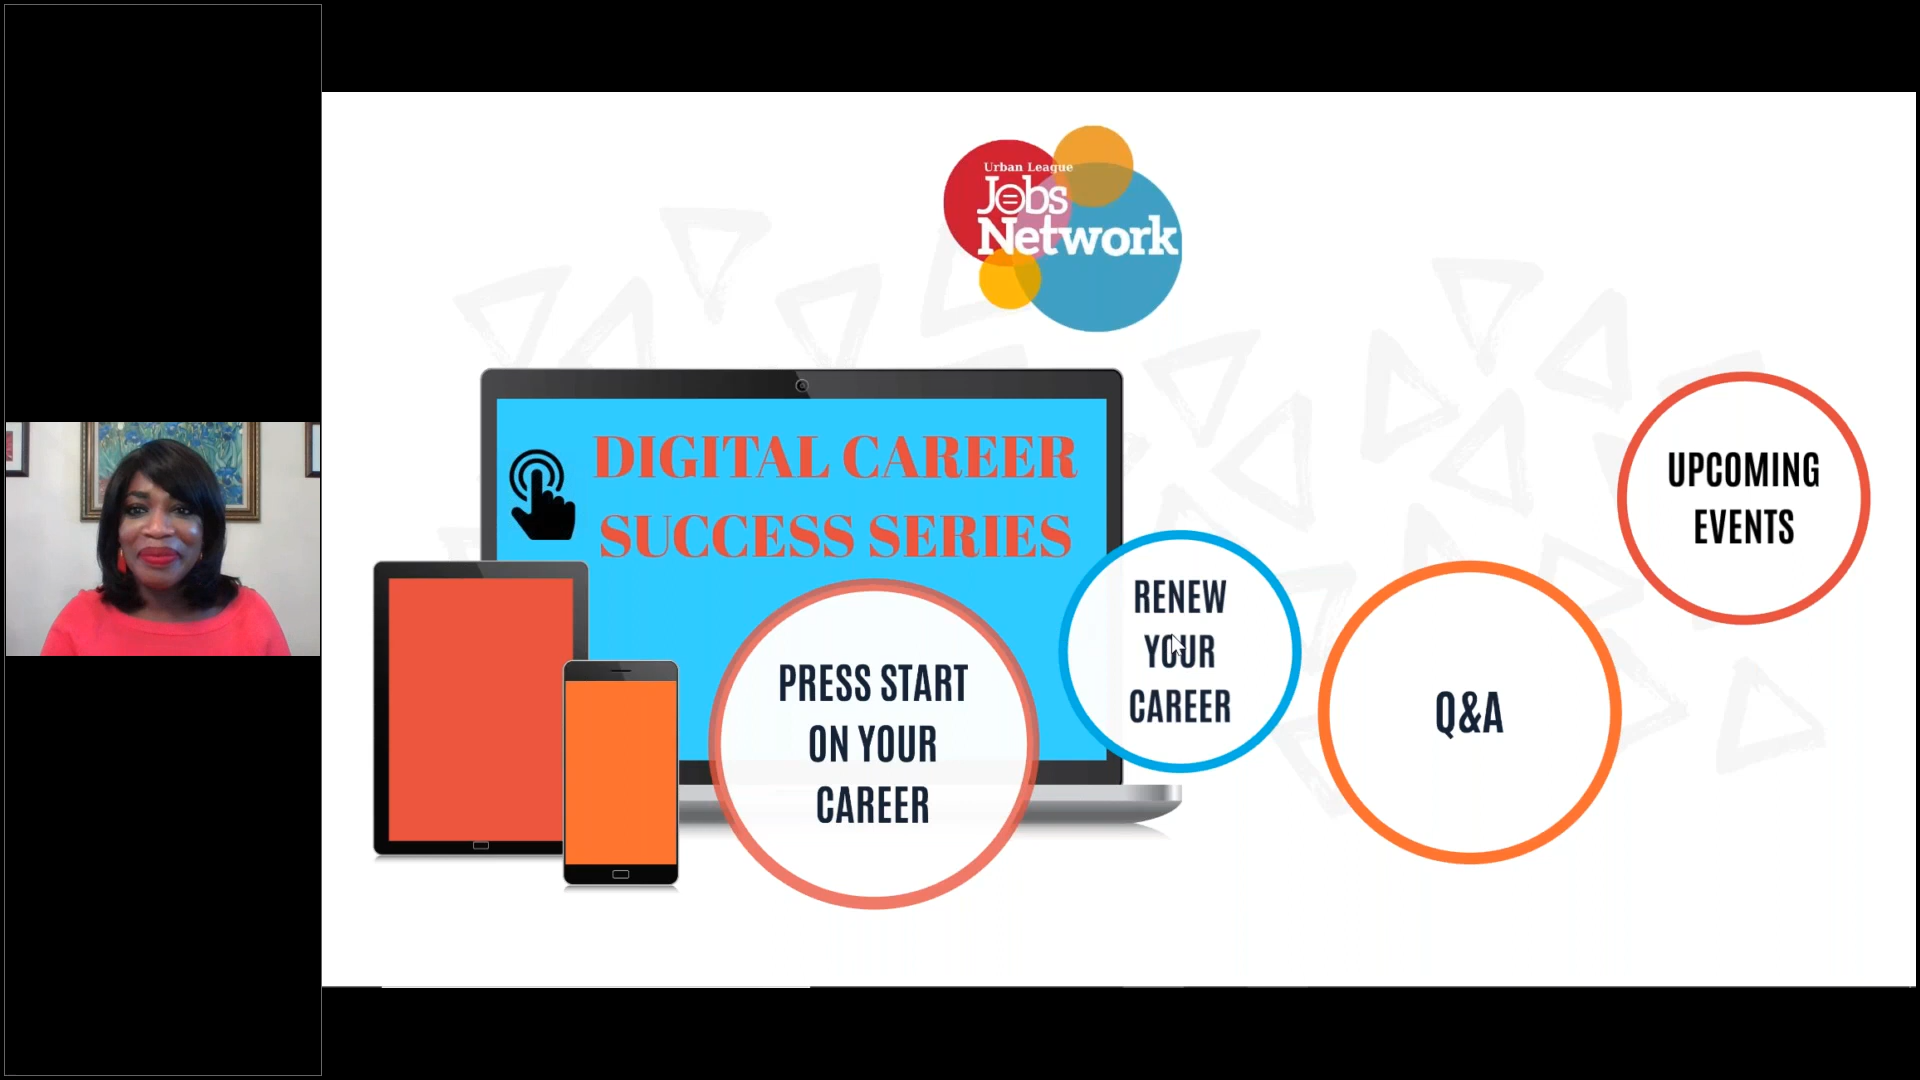 Urban League
Jobs
Network
DIGITAL CAREER
SUCCESS SERIES
PRESS START
ON YOUR
CAREER
RENEW
YOUR
CAREER
Q&A
UPCOMING
EVENTS